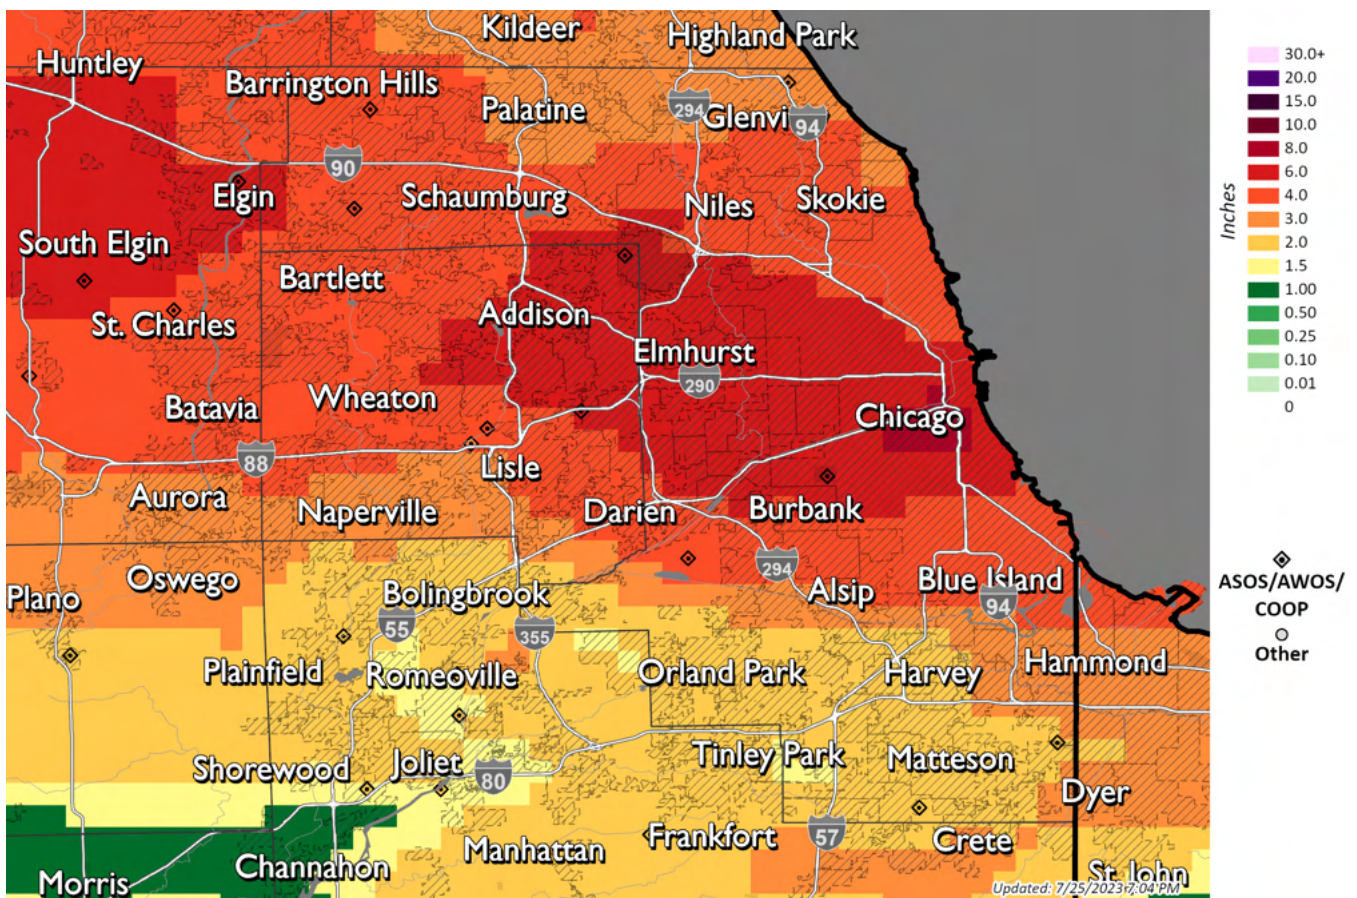 Kildeer
Highland Park
Huntley
Barrington Hills
Palatine
294
Glenvi
94
90
Elgin
Schaumburg
Niles
Skokie
South Elgin
Bartlett
St. Charles
Addison
Elmhurst
290
Batavia
Wheaton
Chicago
88
Lisle
Aurora
Naperville
Darien
Burbank
Oswego
Plano
Bolingbrook
294
Alsip
Blue Island
94
55
355
Plainfield
Romeoville
Orland Park
Harvey
Hammond
Shorewood
Joliet
80
Tinley Park
Matteson
Dyer
Morris
Channahon
Manhattan
Frankfort
57
Crete
St. John
Updated: 7/25/2023 7:04 PM
Inches
30.0+
20.0
15.0
10.0
8.0
6.0
4.0
3.0
2.0
1.5
1.00
0.50
0.25
0.10
0.01
0
ASOS/AWOS/
COOP
Other